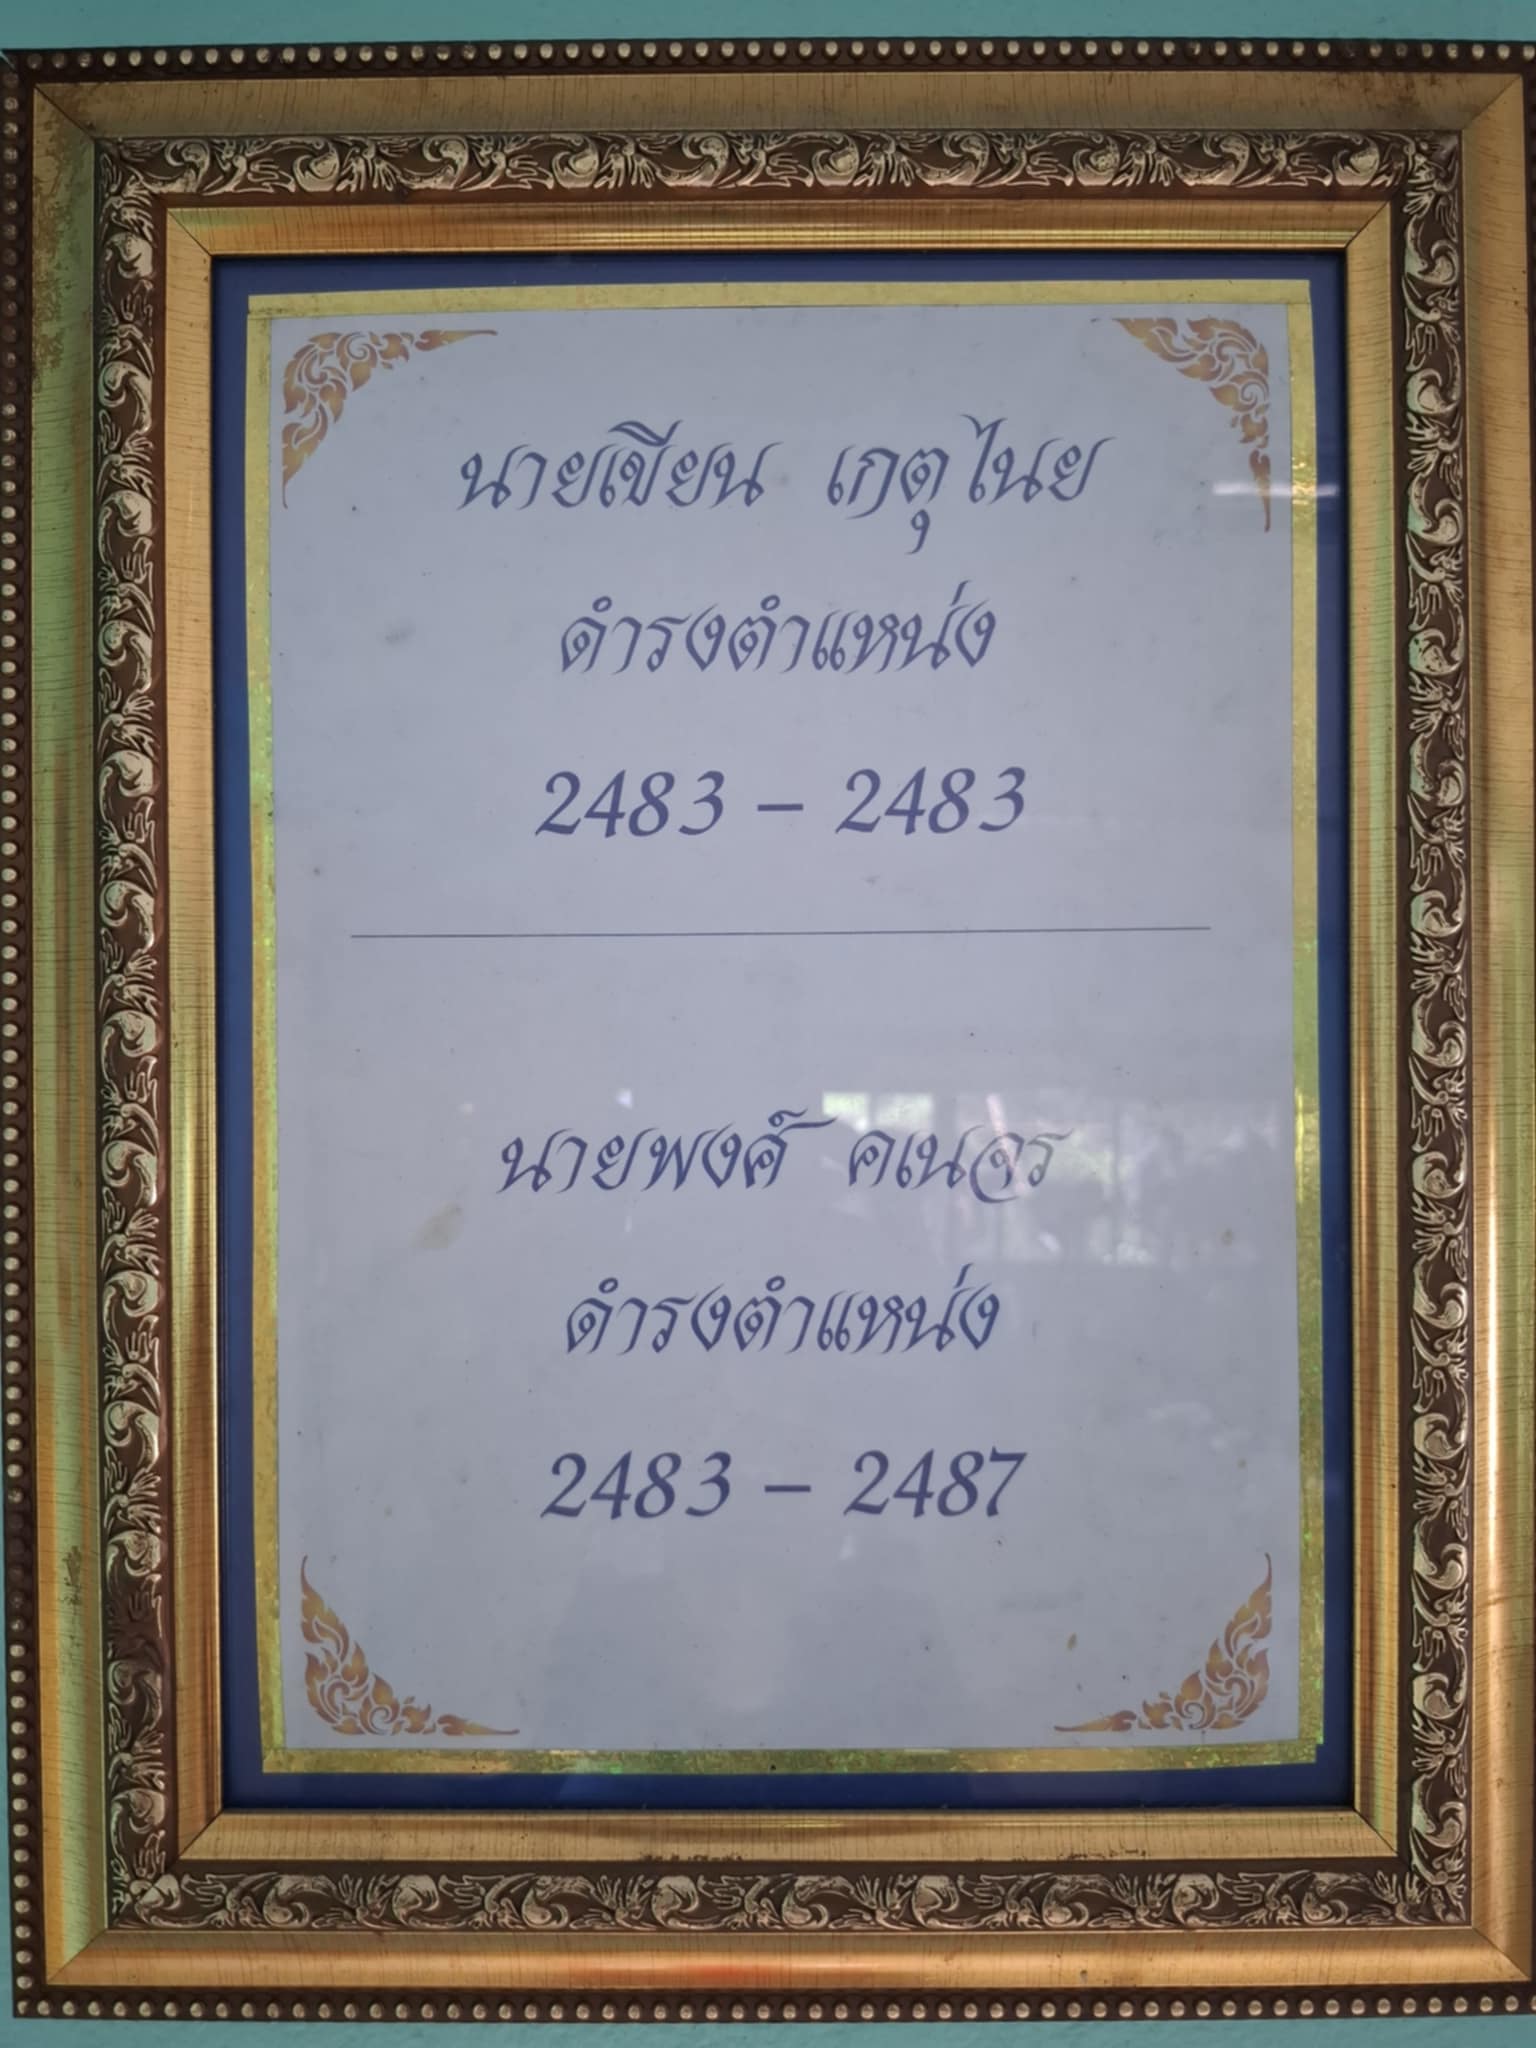 นายเขียน เกตุไนย
ดำรงตำแหน่ง
2483 – 2483
นายพงศ์ คเนจร
ดำรงตำแหน่ง
2483 – 2487